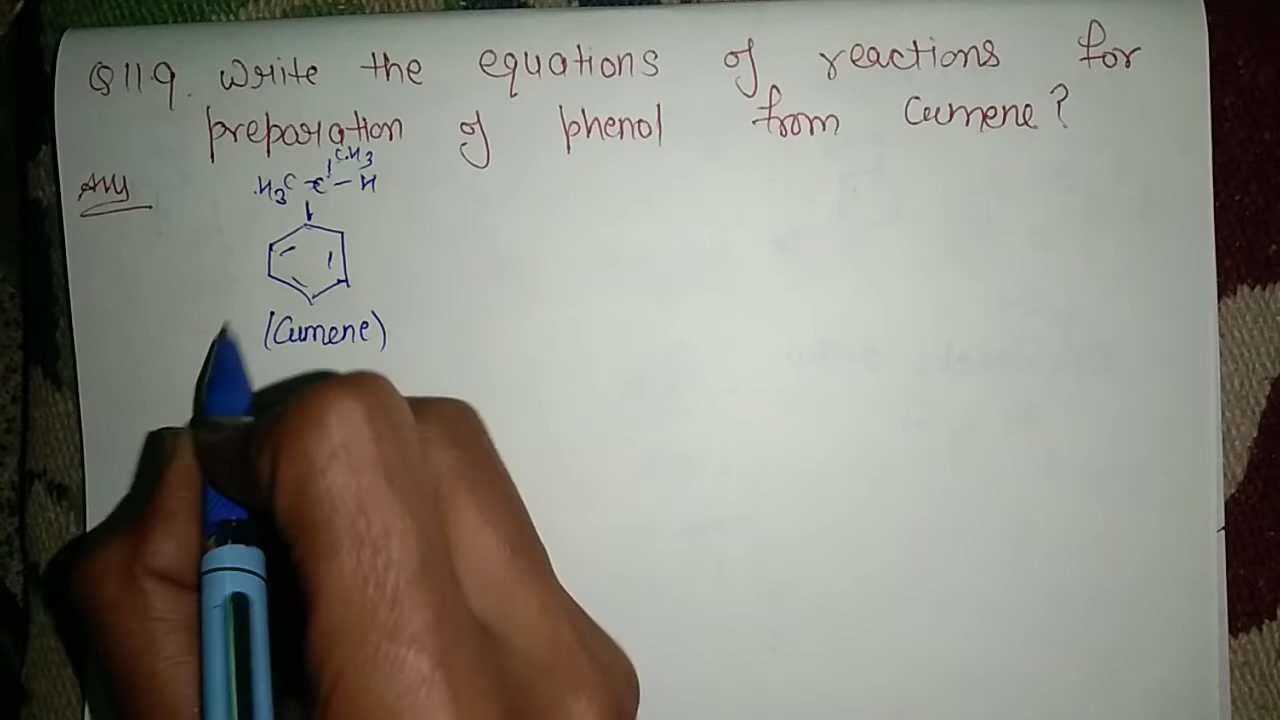 Q119. Write the equations of reactions for
preparation of phenol from Cumene?
Ans
CH3
H3C - C - H
(Cumene)